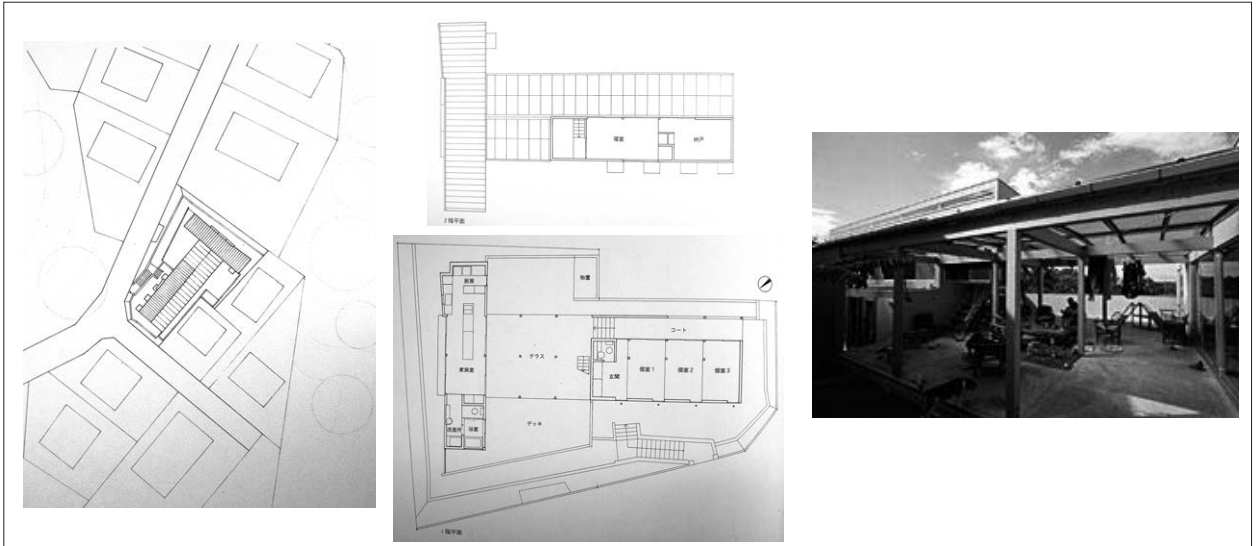 寝室
納戸
2階平面
厨房
物置
コート
テラス
家族室
玄関
個室1
個室2
個室3
デッキ
洗面所
浴室
1階平面